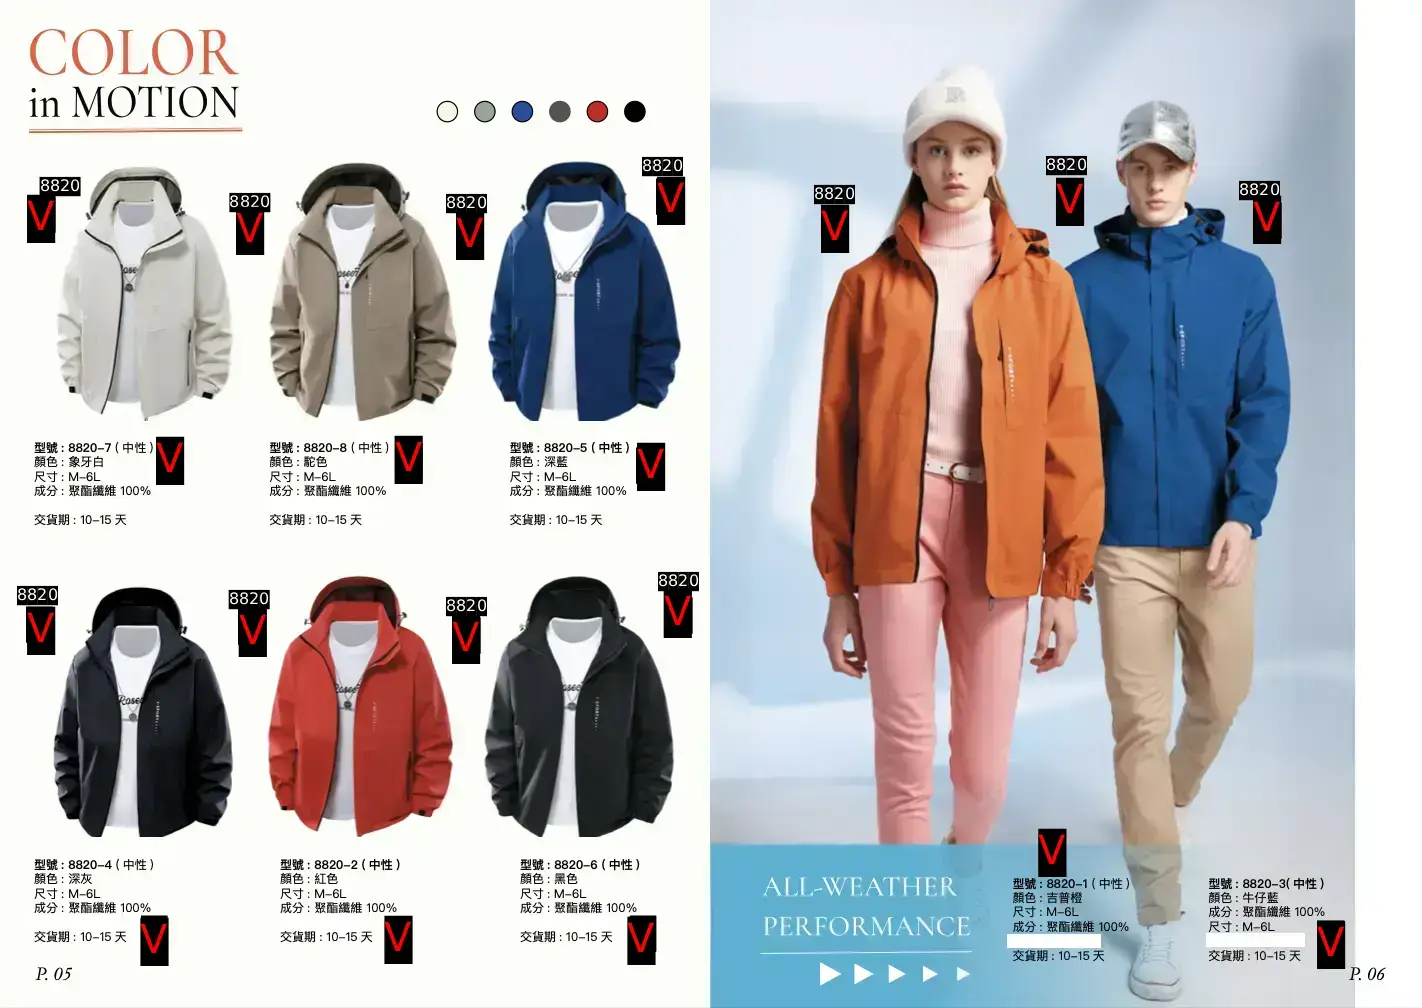 COLOR
in MOTION
8820
V
8820
V
8820
V
8820
V
型號 : 8820-7 ( 中性 )
顏色 : 象牙白
尺寸 : M-6L
成分 : 聚酯纖維 100%
交貨期 : 10-15 天
V
型號 : 8820-8 ( 中性 )
顏色 : 駝色
尺寸 : M-6L
成分 : 聚酯纖維 100%
交貨期 : 10-15 天
V
型號 : 8820-5 ( 中性 )
顏色 : 深藍
尺寸 : M-6L
成分 : 聚酯纖維 100%
交貨期 : 10-15 天
V
8820
V
8820
V
8820
V
8820
V
型號 : 8820-4 ( 中性 )
顏色 : 深灰
尺寸 : M-6L
成分 : 聚酯纖維 100%
交貨期 : 10-15 天
V
型號 : 8820-2 ( 中性 )
顏色 : 紅色
尺寸 : M-6L
成分 : 聚酯纖維 100%
交貨期 : 10-15 天
V
型號 : 8820-6 ( 中性 )
顏色 : 黑色
尺寸 : M-6L
成分 : 聚酯纖維 100%
交貨期 : 10-15 天
V
P. 05
8820
V
8820
V
8820
V
ALL-WEATHER
PERFORMANCE
V
型號 : 8820-1 ( 中性 )
顏色 : 吉普橙
尺寸 : M-6L
成分 : 聚酯纖維 100%
交貨期 : 10-15 天
型號 : 8820-3( 中性 )
顏色 : 牛仔藍
成分 : 聚酯纖維 100%
尺寸 : M-6L
交貨期 : 10-15 天
V
P. 06